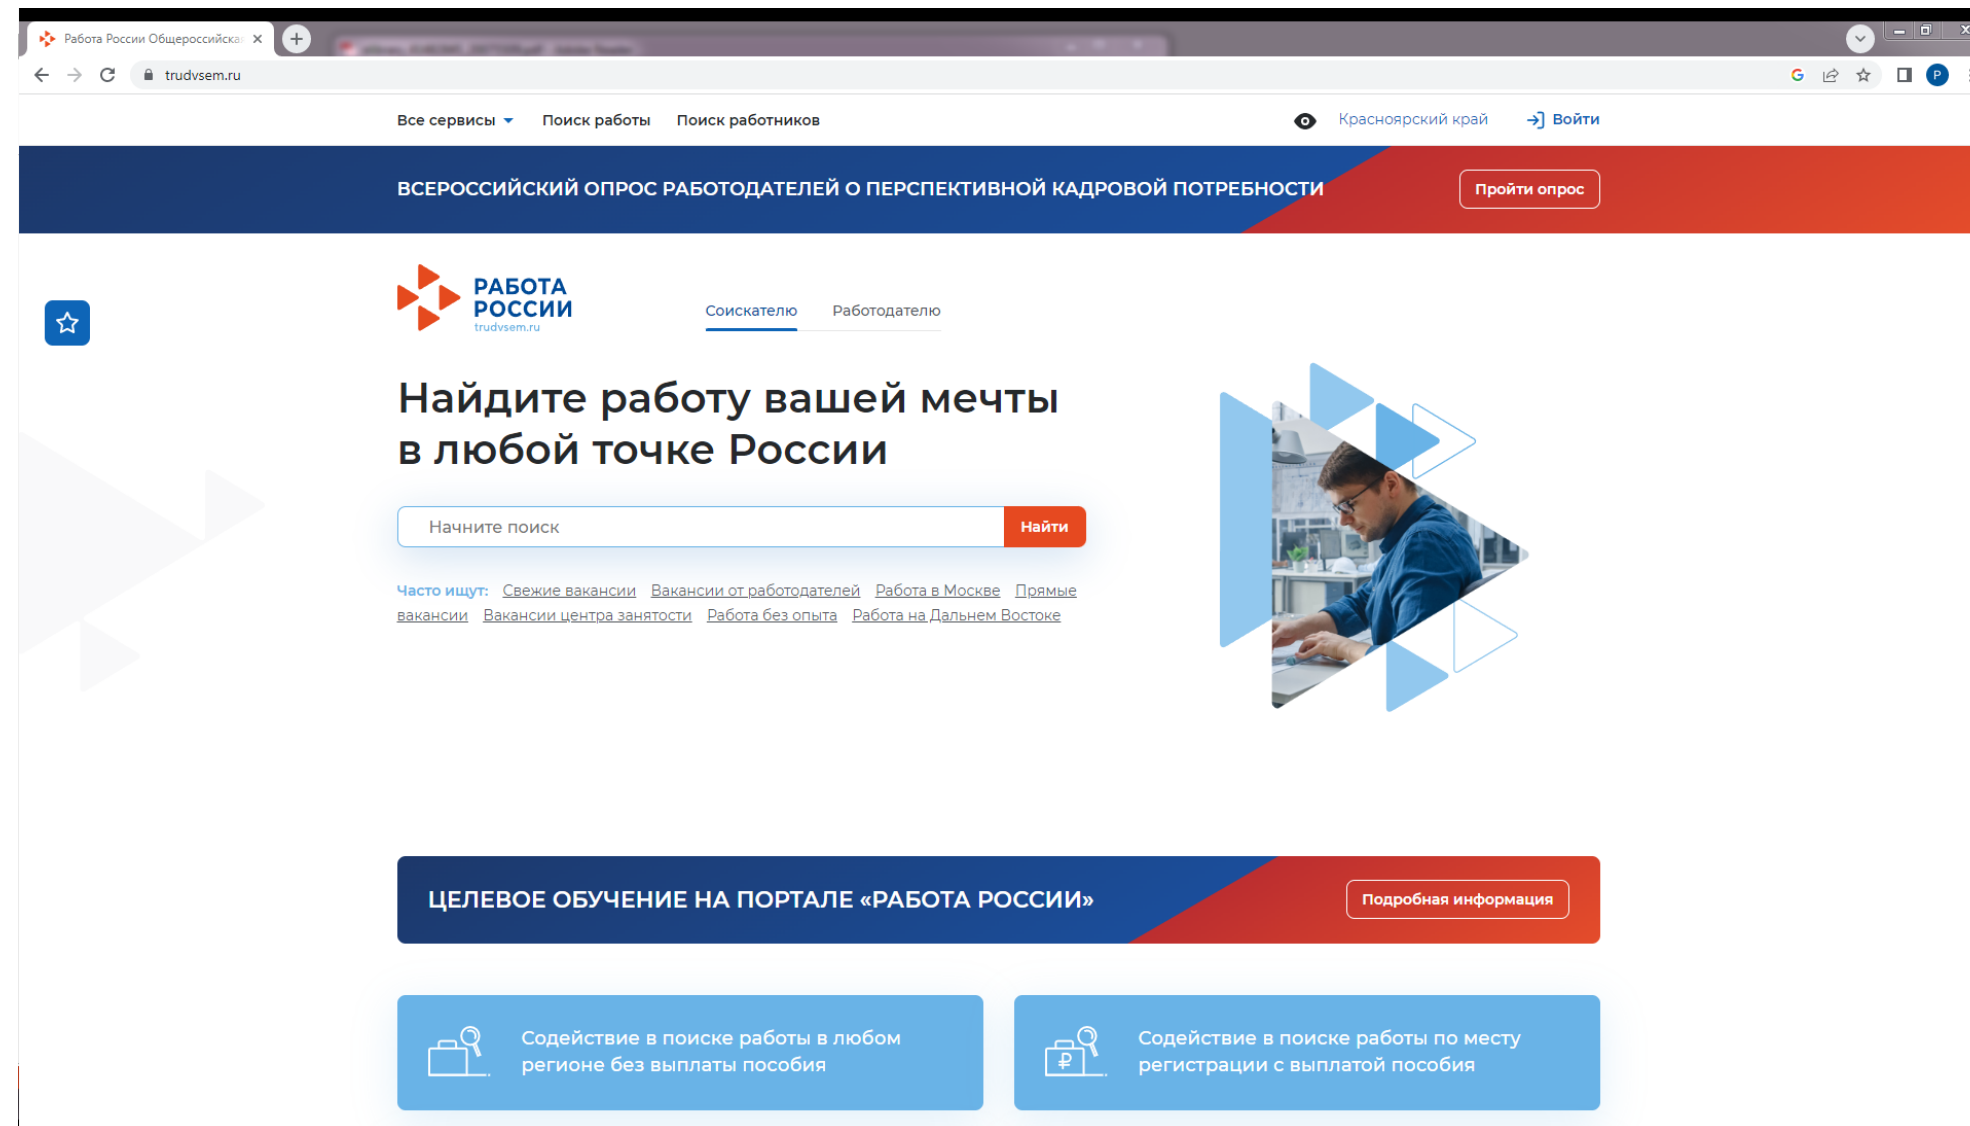 Работа России Общероссийска
trudvsem.ru
Все сервисы Поиск работы Поиск работников Красноярский край Войти
ВСЕРОССИЙСКИЙ ОПРОС РАБОТОДАТЕЛЕЙ О ПЕРСПЕКТИВНОЙ КАДРОВОЙ ПОТРЕБНОСТИ Пройти опрос
РАБОТА
РОССИИ
trudvsem.ru
Соискателю Работодателю
Найдите работу вашей мечты
в любой точке России
Начните поиск Найти
Часто ищут: Свежие вакансии Вакансии от работодателей Работа в Москве Прямые
вакансии Вакансии центра занятости Работа без опыта Работа на Дальнем Востоке
ЦЕЛЕВОЕ ОБУЧЕНИЕ НА ПОРТАЛЕ «РАБОТА РОССИИ» Подробная информация
Содействие в поиске работы в любом
регионе без выплаты пособия
Содействие в поиске работы по месту
регистрации с выплатой пособия